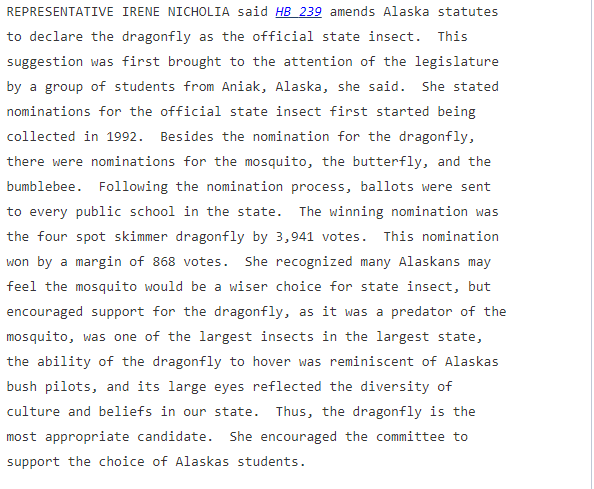 REPRESENTATIVE IRENE NICHOLIA said HB 239 amends Alaska statutes
to declare the dragonfly as the official state insect.  This
suggestion was first brought to the attention of the legislature
by a group of students from Aniak, Alaska, she said.  She stated
nominations for the official state insect first started being
collected in 1992.  Besides the nomination for the dragonfly,
there were nominations for the mosquito, the butterfly, and the
bumblebee.  Following the nomination process, ballots were sent
to every public school in the state.  The winning nomination was
the four spot skimmer dragonfly by 3,941 votes.  This nomination
won by a margin of 868 votes.  She recognized many Alaskans may
feel the mosquito would be a wiser choice for state insect, but
encouraged support for the dragonfly, as it was a predator of the
mosquito, was one of the largest insects in the largest state,
the ability of the dragonfly to hover was reminiscent of Alaskas
bush pilots, and its large eyes reflected the diversity of
culture and beliefs in our state.  Thus, the dragonfly is the
most appropriate candidate.  She encouraged the committee to
support the choice of Alaskas students.